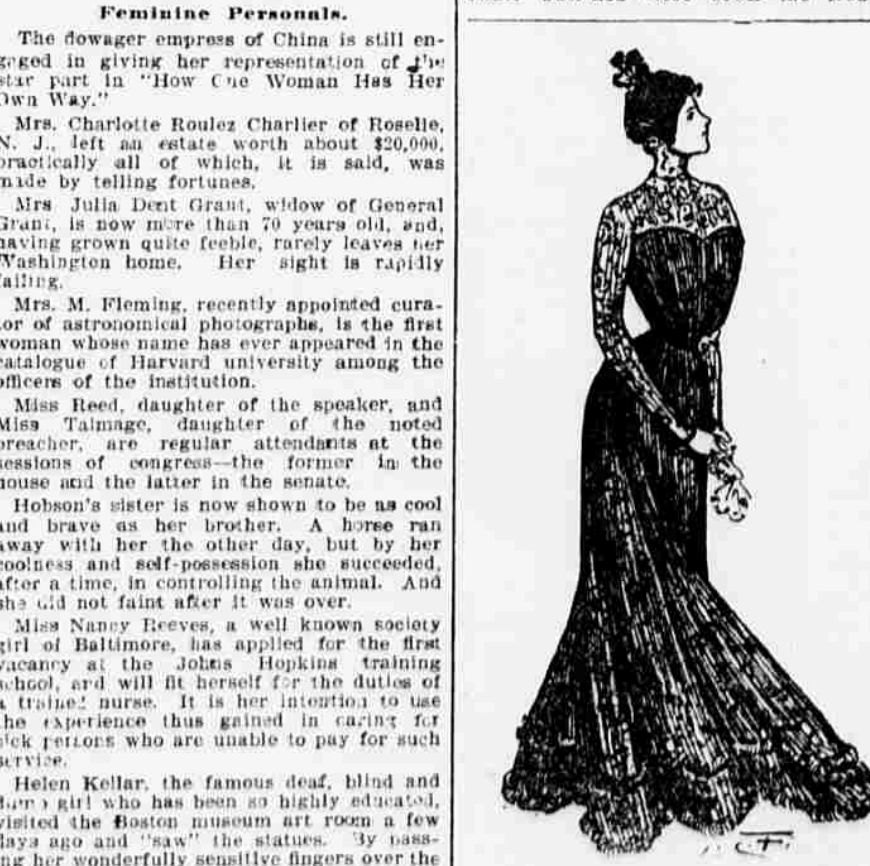 Feminine Personals.
The dowager empress of China is still en-
gaged in giving her representation of the
star part in "How One Woman Has Her
Own Way."
Mrs. Charlotte Roulez Charlier of Roselle,
N. J., left an estate worth about $20,000,
practically all of which, it is said, was
made by telling fortunes.
Mrs Julia Dent Grant, widow of General
Grant, is now more than 70 years old, and,
having grown quite feeble, rarely leaves her
Washington home. Her sight is rapidly
failing.
Mrs. M. Fleming, recently appointed cura-
tor of astronomical photographs, is the first
woman whose name has ever appeared in the
catalogue of Harvard university among the
officers of the institution.
Miss Reed, daughter of the speaker, and
Miss Talmage, daughter of the noted
preacher, are regular attendants at the
sessions of congress—the former in the
house and the latter in the senate.
Hobson's sister is now shown to be as cool
and brave as her brother. A horse ran
away with her the other day, but by her
coolness and self-possession she succeeded,
after a time, in controlling the animal. And
she did not faint after it was over.
Miss Nancy Reeves, a well known society
girl of Baltimore, has applied for the first
vacancy at the Johns Hopkins training
school, and will fit herself for the duties of
a trained nurse. It is her intention to use
the experience thus gained in caring for
sick persons who are unable to pay for such
service.
Helen Kellar, the famous deaf, blind and
dumb girl who has been so highly educated,
visited the Boston museum art room a few
days ago and "saw" the statues. By pass-
ing her wonderfully sensitive fingers over the